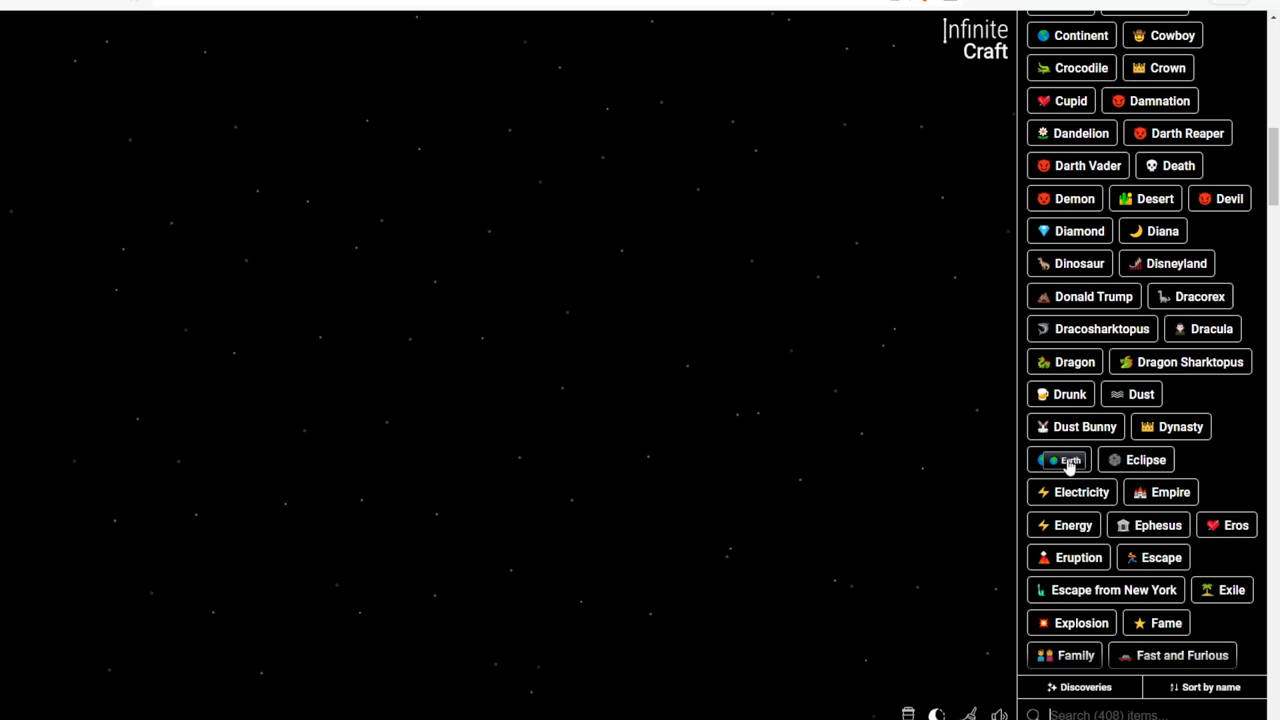 Infinite
Craft
Continent Cowboy
Crocodile Crown
Cupid Damnation
Dandelion Darth Reaper
Darth Vader Death
Demon Desert Devil
Diamond Diana
Dinosaur Disneyland
Donald Trump Dracorex
Dracosharktopus Dracula
Dragon Dragon Sharktopus
Drunk Dust
Dust Bunny Dynasty
Earth Eclipse
Electricity Empire
Energy Ephesus Eros
Eruption Escape
Escape from New York Exile
Explosion Fame
Family Fast and Furious
Discoveries Sort by name
Search (408) items...